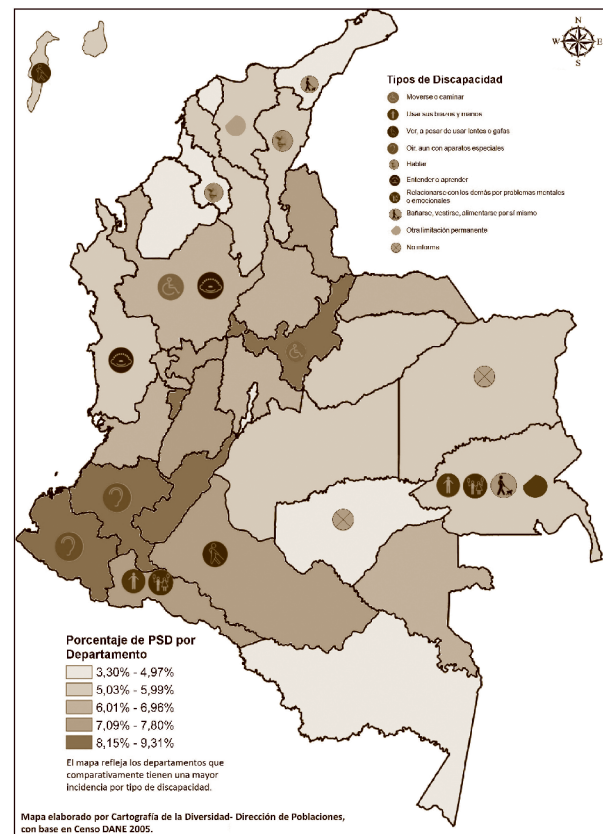 N
W E
S
Tipos de Discapacidad
Moverse o caminar
Usar sus brazos y manos
Ver, a pesar de usar lentes o gafas
Oir, aun con aparatos especiales
Hablar
Entender o aprender
Relacionarse con los demás por problemas mentales
o emocionales
Bañarse, vestirse, alimentarse por sí mismo
Otra limitación permanente
No informa
Porcentaje de PSD por
Departamento
3,30% - 4,97%
5,03% - 5,99%
6,01% - 6,96%
7,09% - 7,80%
8,15% - 9,31%
El mapa refleja los departamentos que
comparativamente tienen una mayor
incidencia por tipo de discapacidad.
Mapa elaborado por Cartografía de la Diversidad- Dirección de Poblaciones,
con base en Censo DANE 2005.